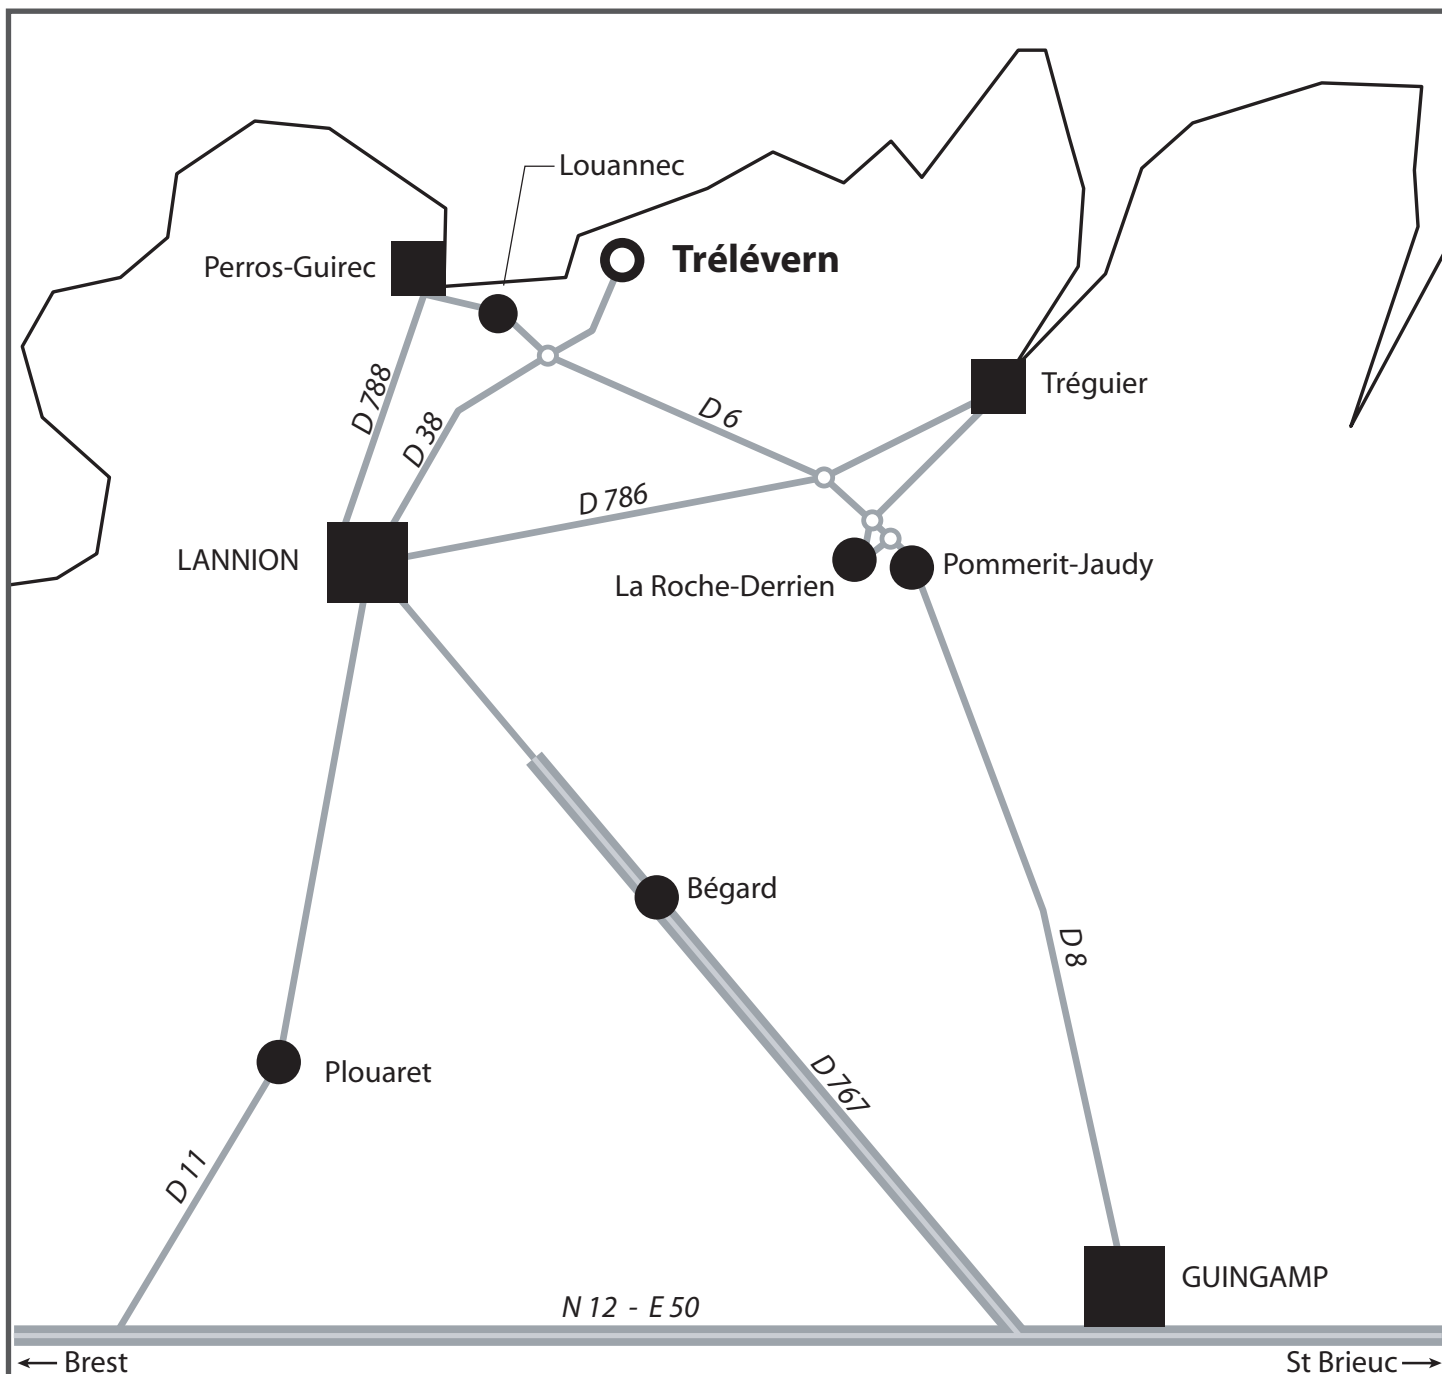 Louannec
Perros-Guirec
Trélévern
D 788
D 38
D 6
Tréguier
D 786
LANNION
La Roche-Derrien
Pommerit-Jaudy
Bégard
D 8
Plouaret
D 767
D 11
GUINGAMP
N 12 - E 50
← Brest
St Brieuc →